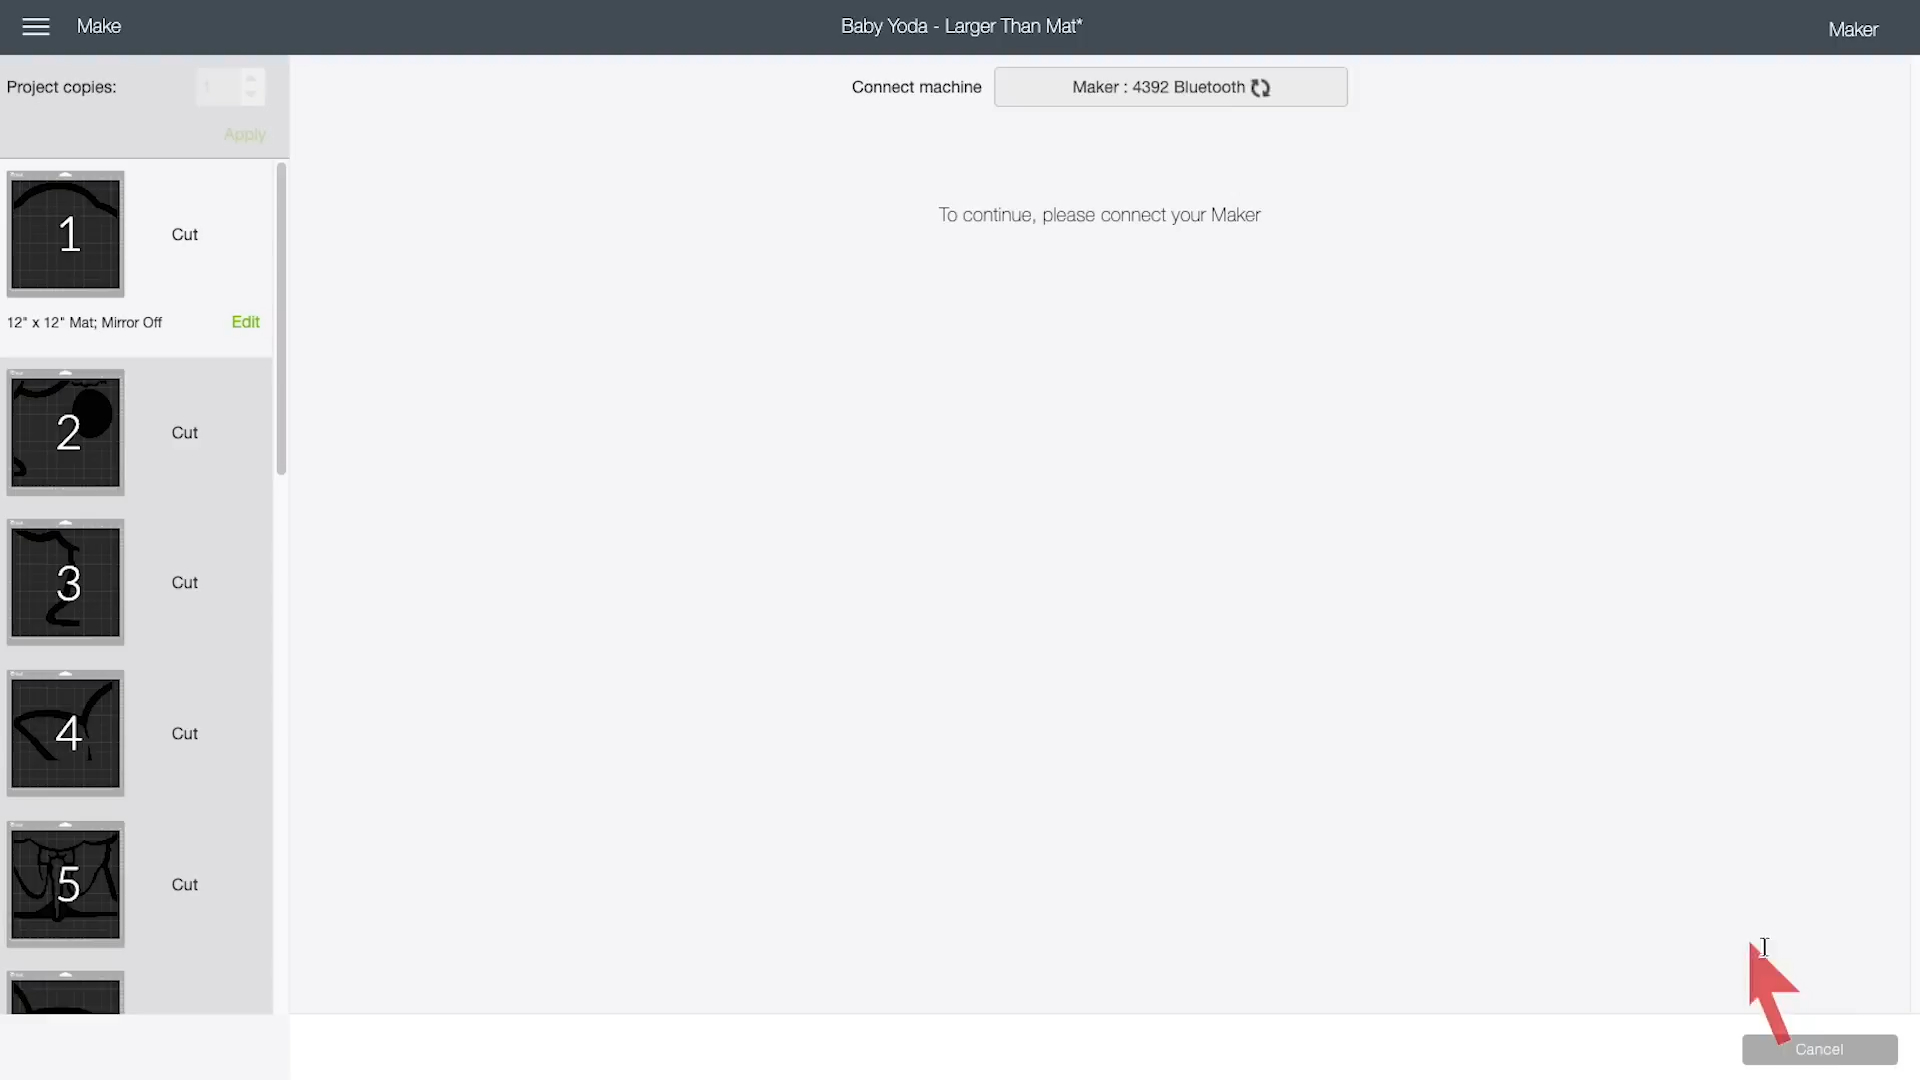 Make
Baby Yoda - Larger Than Mat*
Maker
Project copies:
1
Apply
Connect machine
Maker : 4392 Bluetooth
To continue, please connect your Maker
1
Cut
12" x 12" Mat; Mirror Off
Edit
2
Cut
3
Cut
4
Cut
5
Cut
Cancel